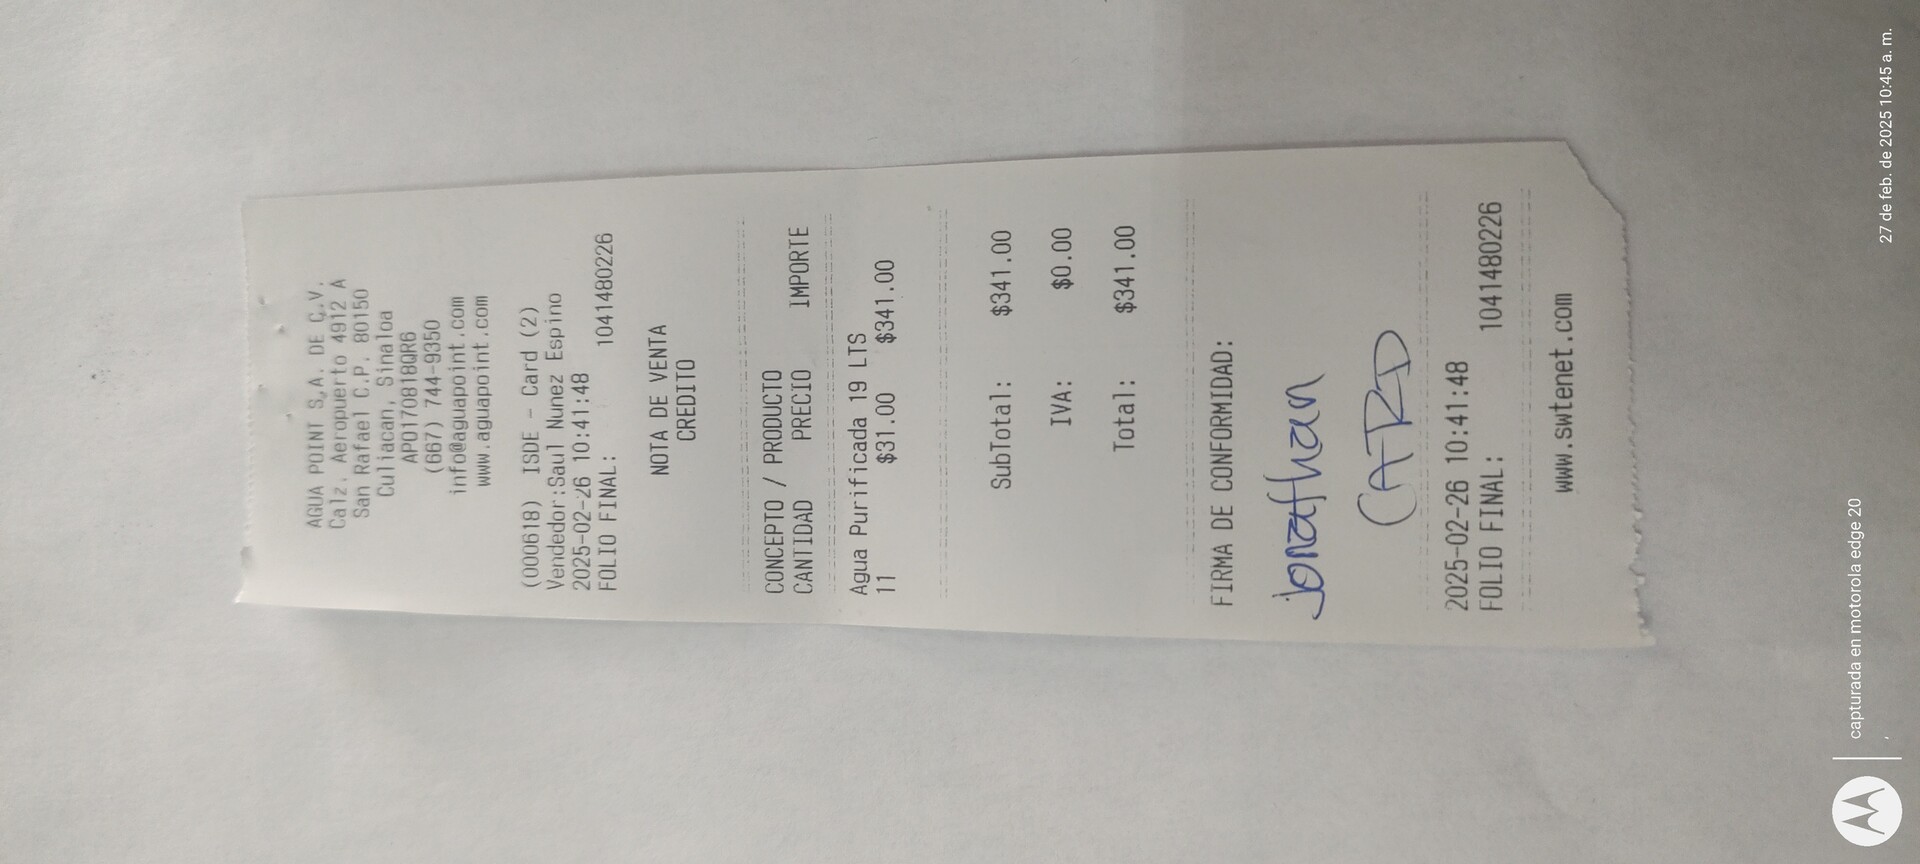 AGUA POINT S.A. DE C.V.
Calz. Aeropuerto 4912 A
San Rafael C.P. 80150
Culiacan, Sinaloa
APO170818QR6
(667) 744-9350
info@aguapoint.com
www.aguapoint.com
(000618) ISDE - Card (2)
Vendedor:Saul Nunez Espino
2025-02-26 10:41:48
FOLIO FINAL: 1041480226
NOTA DE VENTA
CREDITO
CONCEPTO / PRODUCTO
CANTIDAD PRECIO IMPORTE
Agua Purificada 19 LTS
11 $31.00 $341.00
SubTotal: $341.00
IVA: $0.00
Total: $341.00
FIRMA DE CONFORMIDAD:
jonathan
CARD
2025-02-26 10:41:48
FOLIO FINAL: 1041480226
www.swtenet.com
capturada en motorola edge 20
27 de feb. de 2025 10:45 a. m.